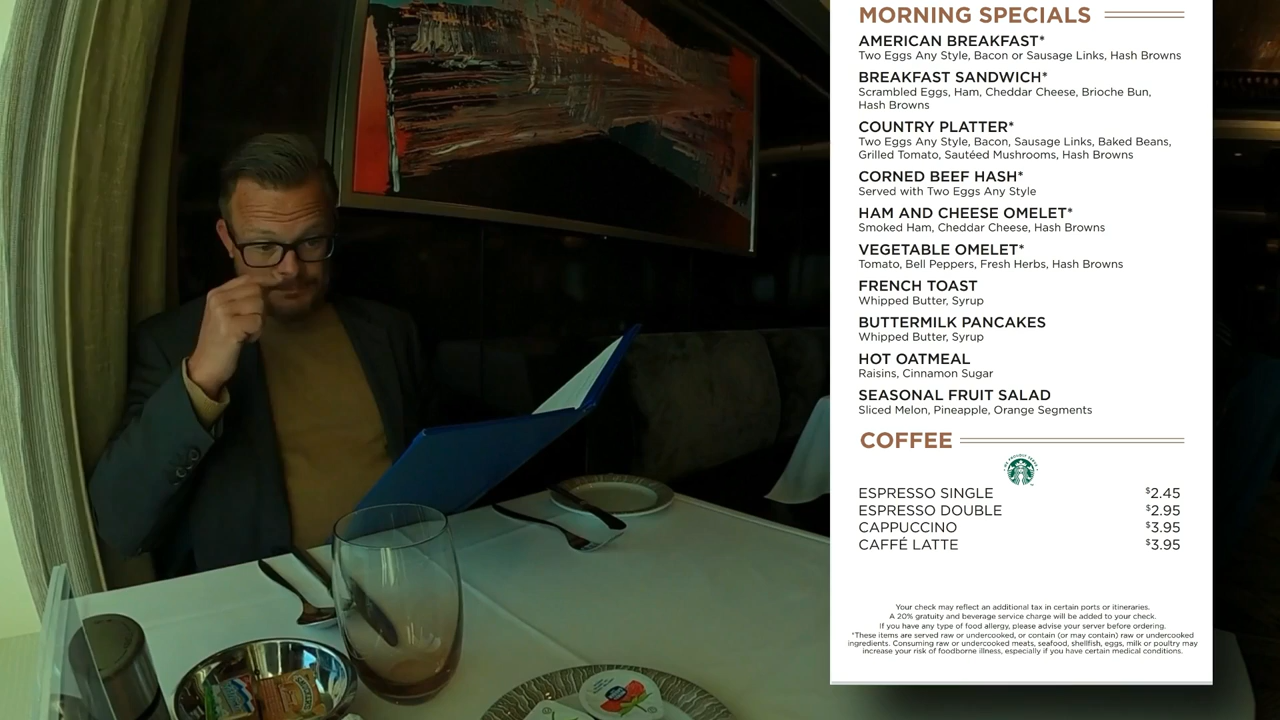 MORNING SPECIALS
AMERICAN BREAKFAST*
Two Eggs Any Style, Bacon or Sausage Links, Hash Browns
BREAKFAST SANDWICH*
Scrambled Eggs, Ham, Cheddar Cheese, Brioche Bun,
Hash Browns
COUNTRY PLATTER*
Two Eggs Any Style, Bacon, Sausage Links, Baked Beans,
Grilled Tomato, Sautéed Mushrooms, Hash Browns
CORNED BEEF HASH*
Served with Two Eggs Any Style
HAM AND CHEESE OMELET*
Smoked Ham, Cheddar Cheese, Hash Browns
VEGETABLE OMELET*
Tomato, Bell Peppers, Fresh Herbs, Hash Browns
FRENCH TOAST
Whipped Butter, Syrup
BUTTERMILK PANCAKES
Whipped Butter, Syrup
HOT OATMEAL
Raisins, Cinnamon Sugar
SEASONAL FRUIT SALAD
Sliced Melon, Pineapple, Orange Segments
COFFEE
ESPRESSO SINGLE $2.45
ESPRESSO DOUBLE $2.95
CAPPUCCINO $3.95
CAFFÉ LATTE $3.95
Your check may reflect an additional tax in certain ports or itineraries.
A 20% gratuity and beverage service charge will be added to your check.
If you have any type of food allergy, please advise your server before ordering.
*These items are served raw or undercooked, or contain (or may contain) raw or undercooked
ingredients. Consuming raw or undercooked meats, seafood, shellfish, eggs, milk or poultry may
increase your risk of foodborne illness, especially if you have certain medical conditions.